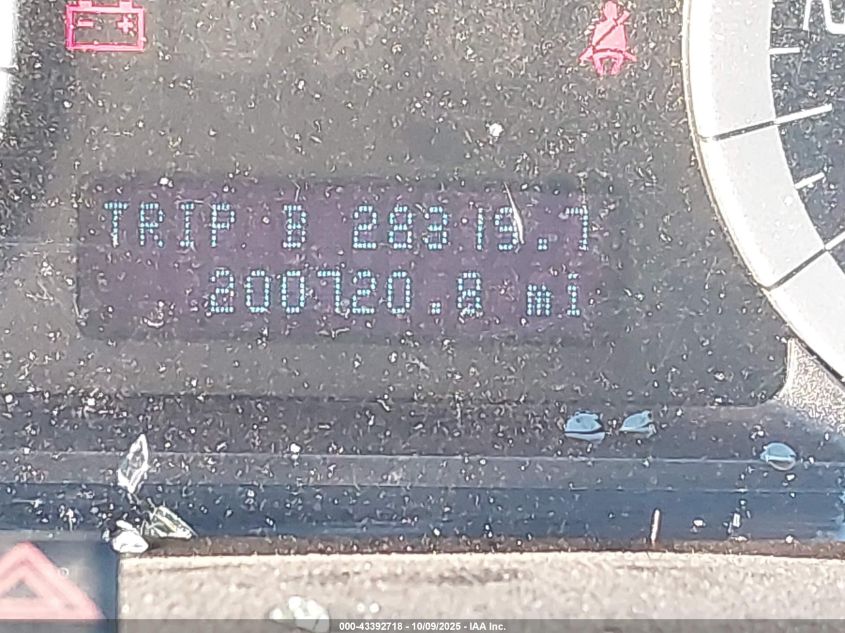 TRIP B 28319.7
200720.8 mi
000-43392718 - 10/09/2025 - IAA Inc.